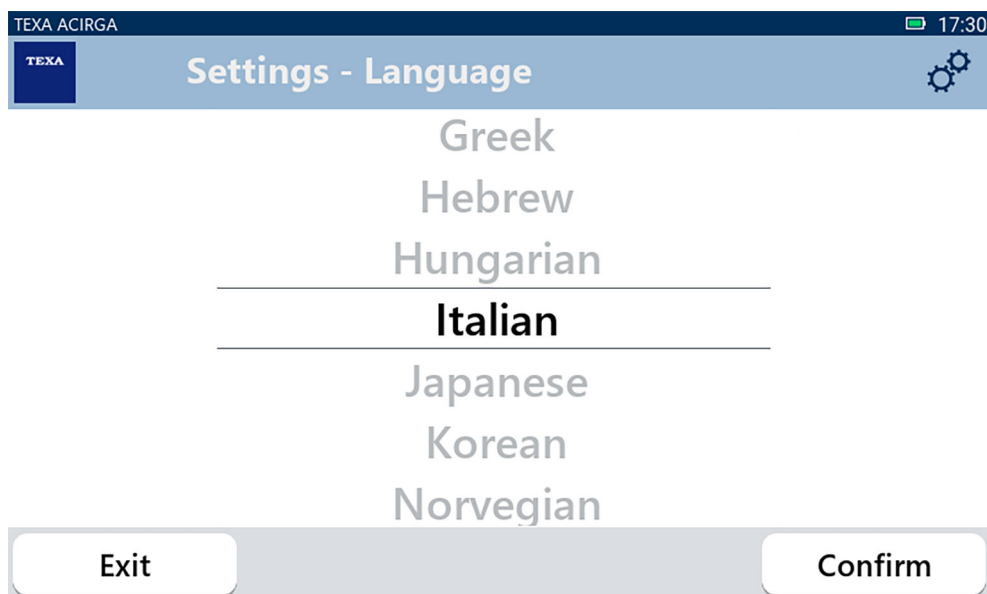 TEXA ACIRGA 17:30
TEXA Settings - Language
Greek
Hebrew
Hungarian
Italian
Japanese
Korean
Norvegian
Exit Confirm